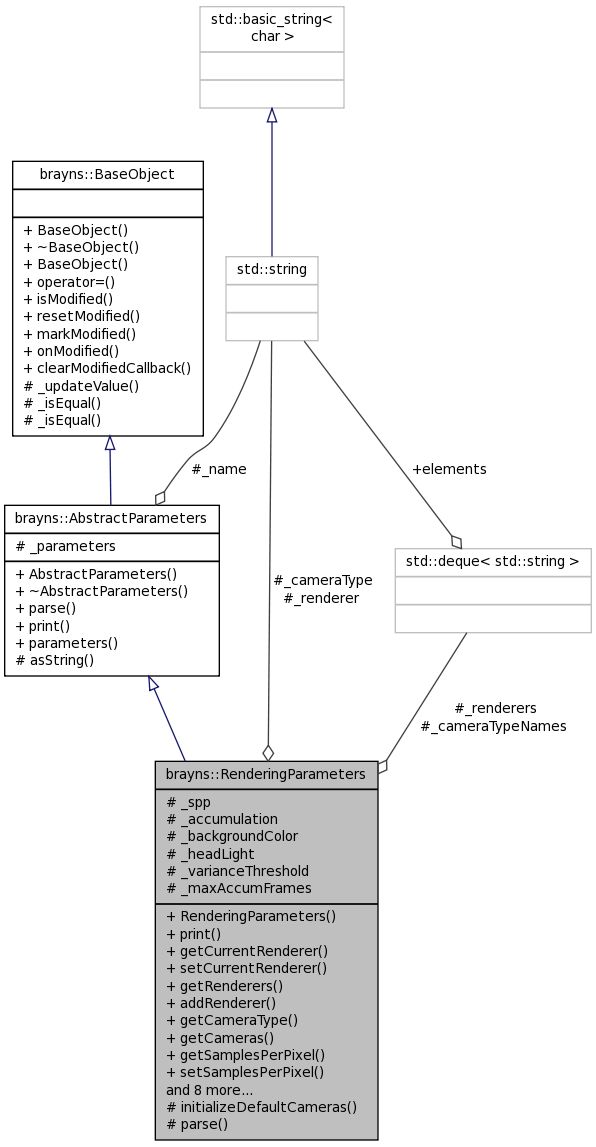 std::basic_string<
char >
brayns::BaseObject
+ BaseObject()
+ ~BaseObject()
+ BaseObject()
+ operator=()
+ isModified()
+ resetModified()
+ markModified()
+ onModified()
+ clearModifiedCallback()
# _updateValue()
# _isEqual()
# _isEqual()
std::string
#_name
+elements
brayns::AbstractParameters
# _parameters
+ AbstractParameters()
+ ~AbstractParameters()
+ parse()
+ print()
+ parameters()
# asString()
#_cameraType
#_renderer
std::deque< std::string >
#_renderers
#_cameraTypeNames
brayns::RenderingParameters
# _spp
# _accumulation
# _backgroundColor
# _headLight
# _varianceThreshold
# _maxAccumFrames
+ RenderingParameters()
+ print()
+ getCurrentRenderer()
+ setCurrentRenderer()
+ getRenderers()
+ addRenderer()
+ getCameraType()
+ getCameras()
+ getSamplesPerPixel()
+ setSamplesPerPixel()
and 8 more...
# initializeDefaultCameras()
# parse()